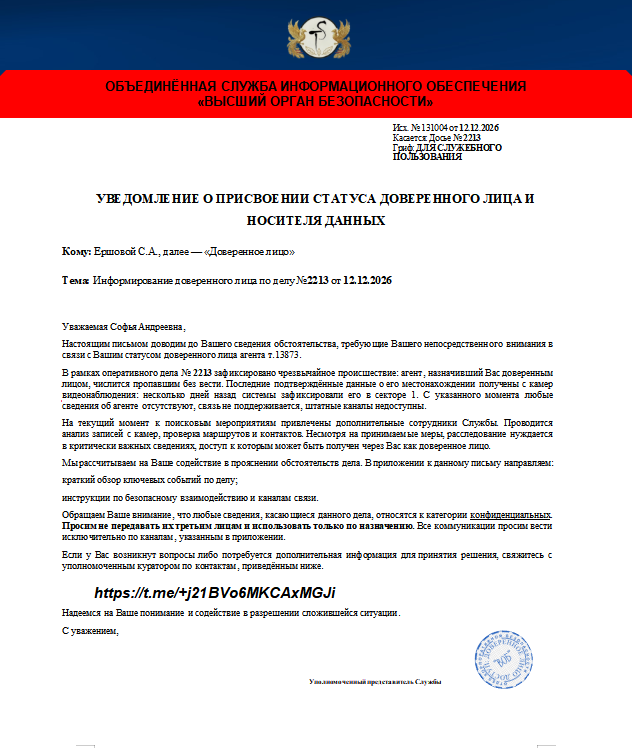 ОБЪЕДИНЁННАЯ СЛУЖБА ИНФОРМАЦИОННОГО ОБЕСПЕЧЕНИЯ
«ВЫСШИЙ ОРГАН БЕЗОПАСНОСТИ»
Исх. № 131004 от 12.12.2026
Касается: Досье № 2213
Гриф: ДЛЯ СЛУЖЕБНОГО
ПОЛЬЗОВАНИЯ
УВЕДОМЛЕНИЕ О ПРИСВОЕНИИ СТАТУСА ДОВЕРЕННОГО ЛИЦА И
НОСИТЕЛЯ ДАННЫХ
Кому: Ершовой С.А., далее — «Доверенное лицо»
Тема: Информирование доверенного лица по делу №2213 от 12.12.2026
Уважаемая Софья Андреевна,
Настоящим письмом доводим до Вашего сведения обстоятельства, требующие Вашего непосредственного внимания в
связи с Вашим статусом доверенного лица агента т.13873.
В рамках оперативного дела № 2213 зафиксировано чрезвычайное происшествие: агент, назначивший Вас доверенным
лицом, числится пропавшим без вести. Последние подтверждённые данные о его местонахождении получены с камер
видеонаблюдения: несколько дней назад системы зафиксировали его в секторе 1. С указанного момента любые
сведения об агенте отсутствуют, связь не поддерживается, штатные каналы недоступны.
На текущий момент к поисковым мероприятиям привлечены дополнительные сотрудники Службы. Проводится
анализ записей с камер, проверка маршрутов и контактов. Несмотря на принимаемые меры, расследование нуждается
в критически важных сведениях, доступ к которым может быть получен через Вас как доверенное лицо.
Мы рассчитываем на Ваше содействие в прояснении обстоятельств дела. В приложении к данному письму направляем:
краткий обзор ключевых событий по делу;
инструкции по безопасному взаимодействию и каналам связи.
Обращаем Ваше внимание, что любые сведения, касающиеся данного дела, относятся к категории конфиденциальных.
Просим не передавать их третьим лицам и использовать только по назначению. Все коммуникации просим вести
исключительно по каналам, указанным в приложении.
Если у Вас возникнут вопросы либо потребуется дополнительная информация для принятия решения, свяжитесь с
уполномоченным куратором по контактам, приведённым ниже.
https://t.me/+j21BVo6MKCAxMGJi
Надеемся на Ваше понимание и содействие в разрешении сложившейся ситуации.
С уважением,
ВОБ
Уполномоченный представитель Службы